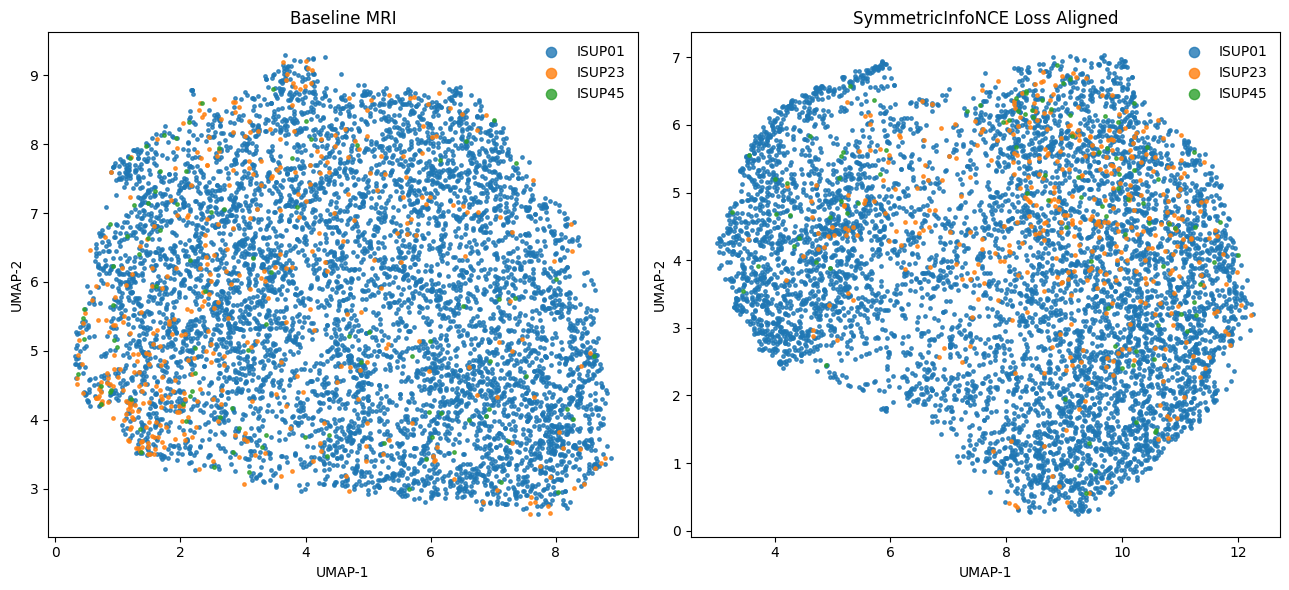 Baseline MRI
ISUP01
ISUP23
ISUP45
UMAP-2
9
8
7
6
5
4
3
0
2
4
6
8
UMAP-1
SymmetricInfoNCE Loss Aligned
ISUP01
ISUP23
ISUP45
UMAP-2
7
6
5
4
3
2
1
0
4
6
8
10
12
UMAP-1